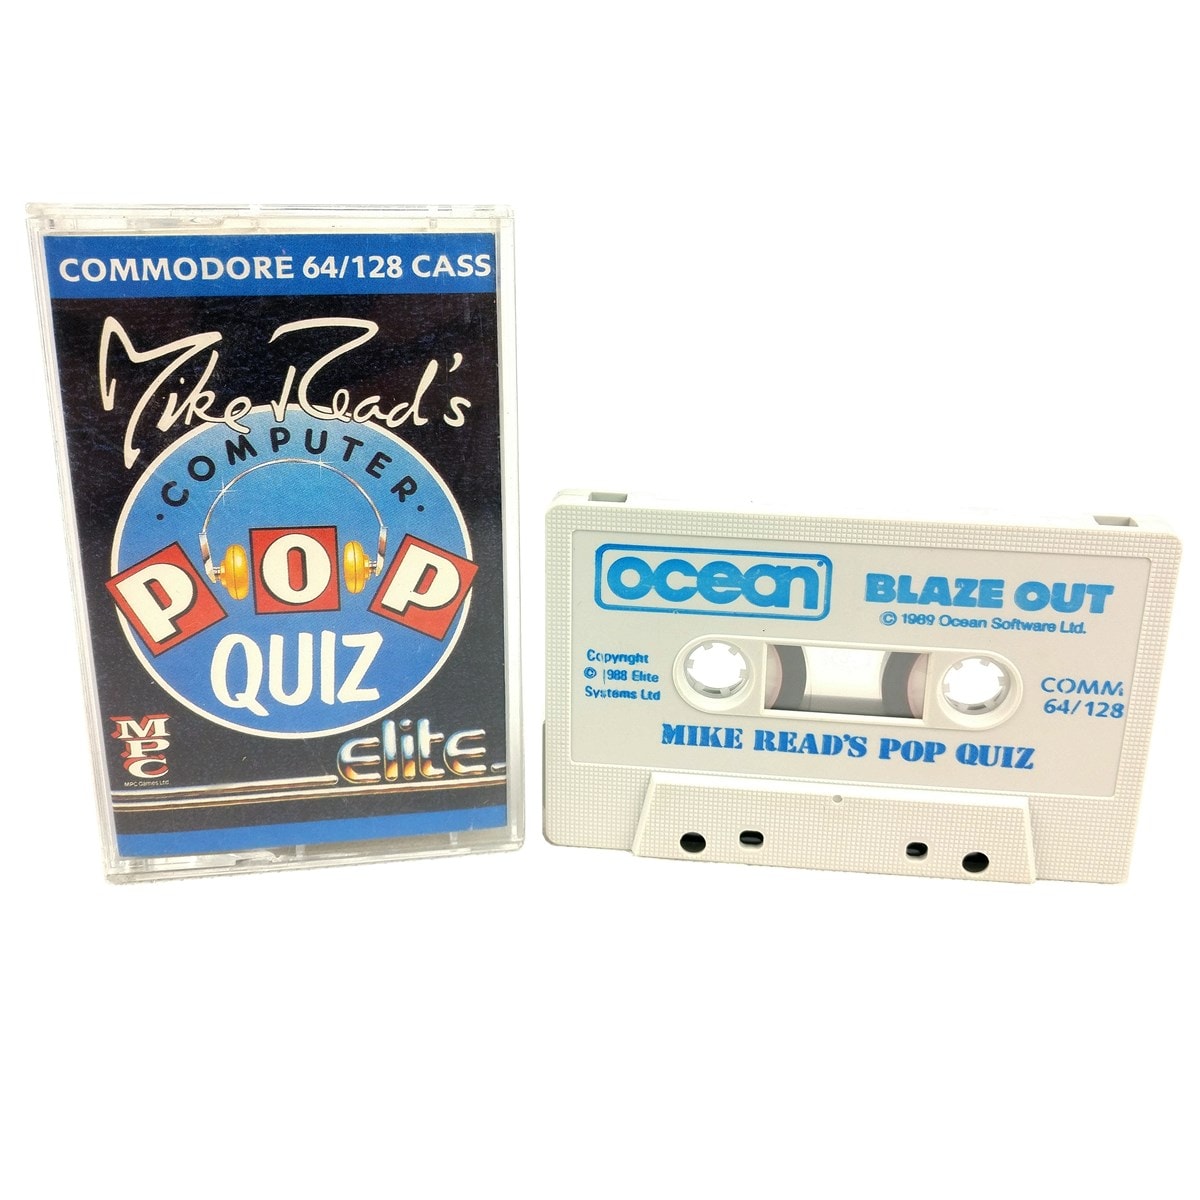 COMMODORE 64/128 CASS
Mike Read's
·COMPUTER·
POP
QUIZ
MPC
MPC Games Ltd
elite
ocean
BLAZE OUT
© 1989 Ocean Software Ltd.
Copyright
© 1988 Elite
Systems Ltd
COMM
64/128
MIKE READ'S POP QUIZ